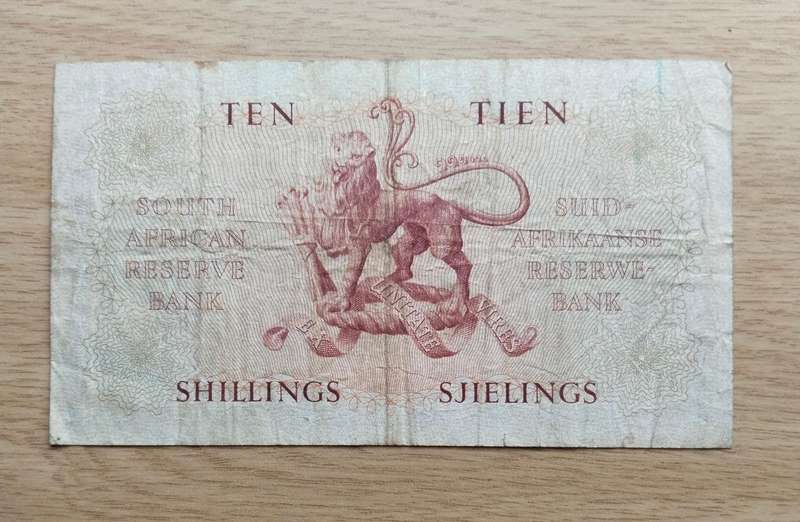 TEN TIEN
SOUTH
AFRICAN
RESERVE
BANK
SUID-
AFRIKAANSE
RESERWE-
BANK
EX UNITATE VIRES
SHILLINGS SJIELINGS